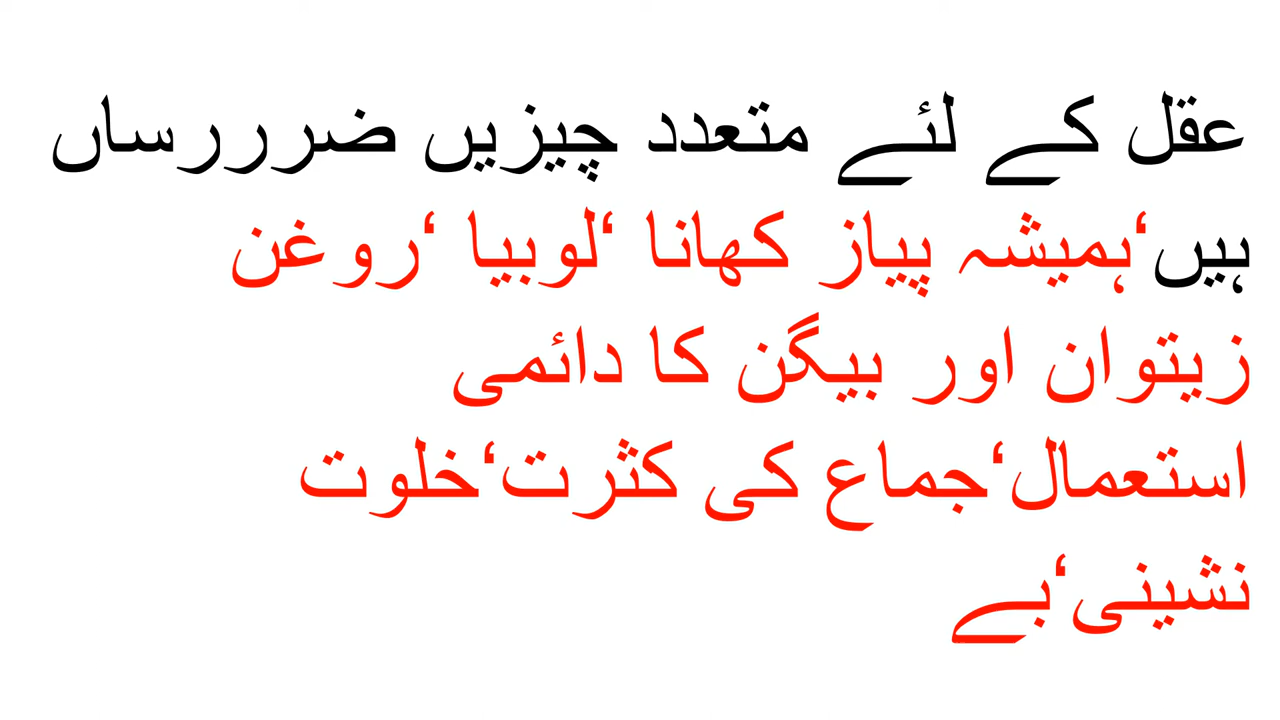 عقل کے لئے متعدد چیزیں ضرررساں
ہیں‘ہمیشہ پیاز کھانا ‘لوبیا ‘روغن
زیتوان اور بیگن کا دائمی
استعمال‘جماع کی کثرت‘خلوت
نشینی‘بے